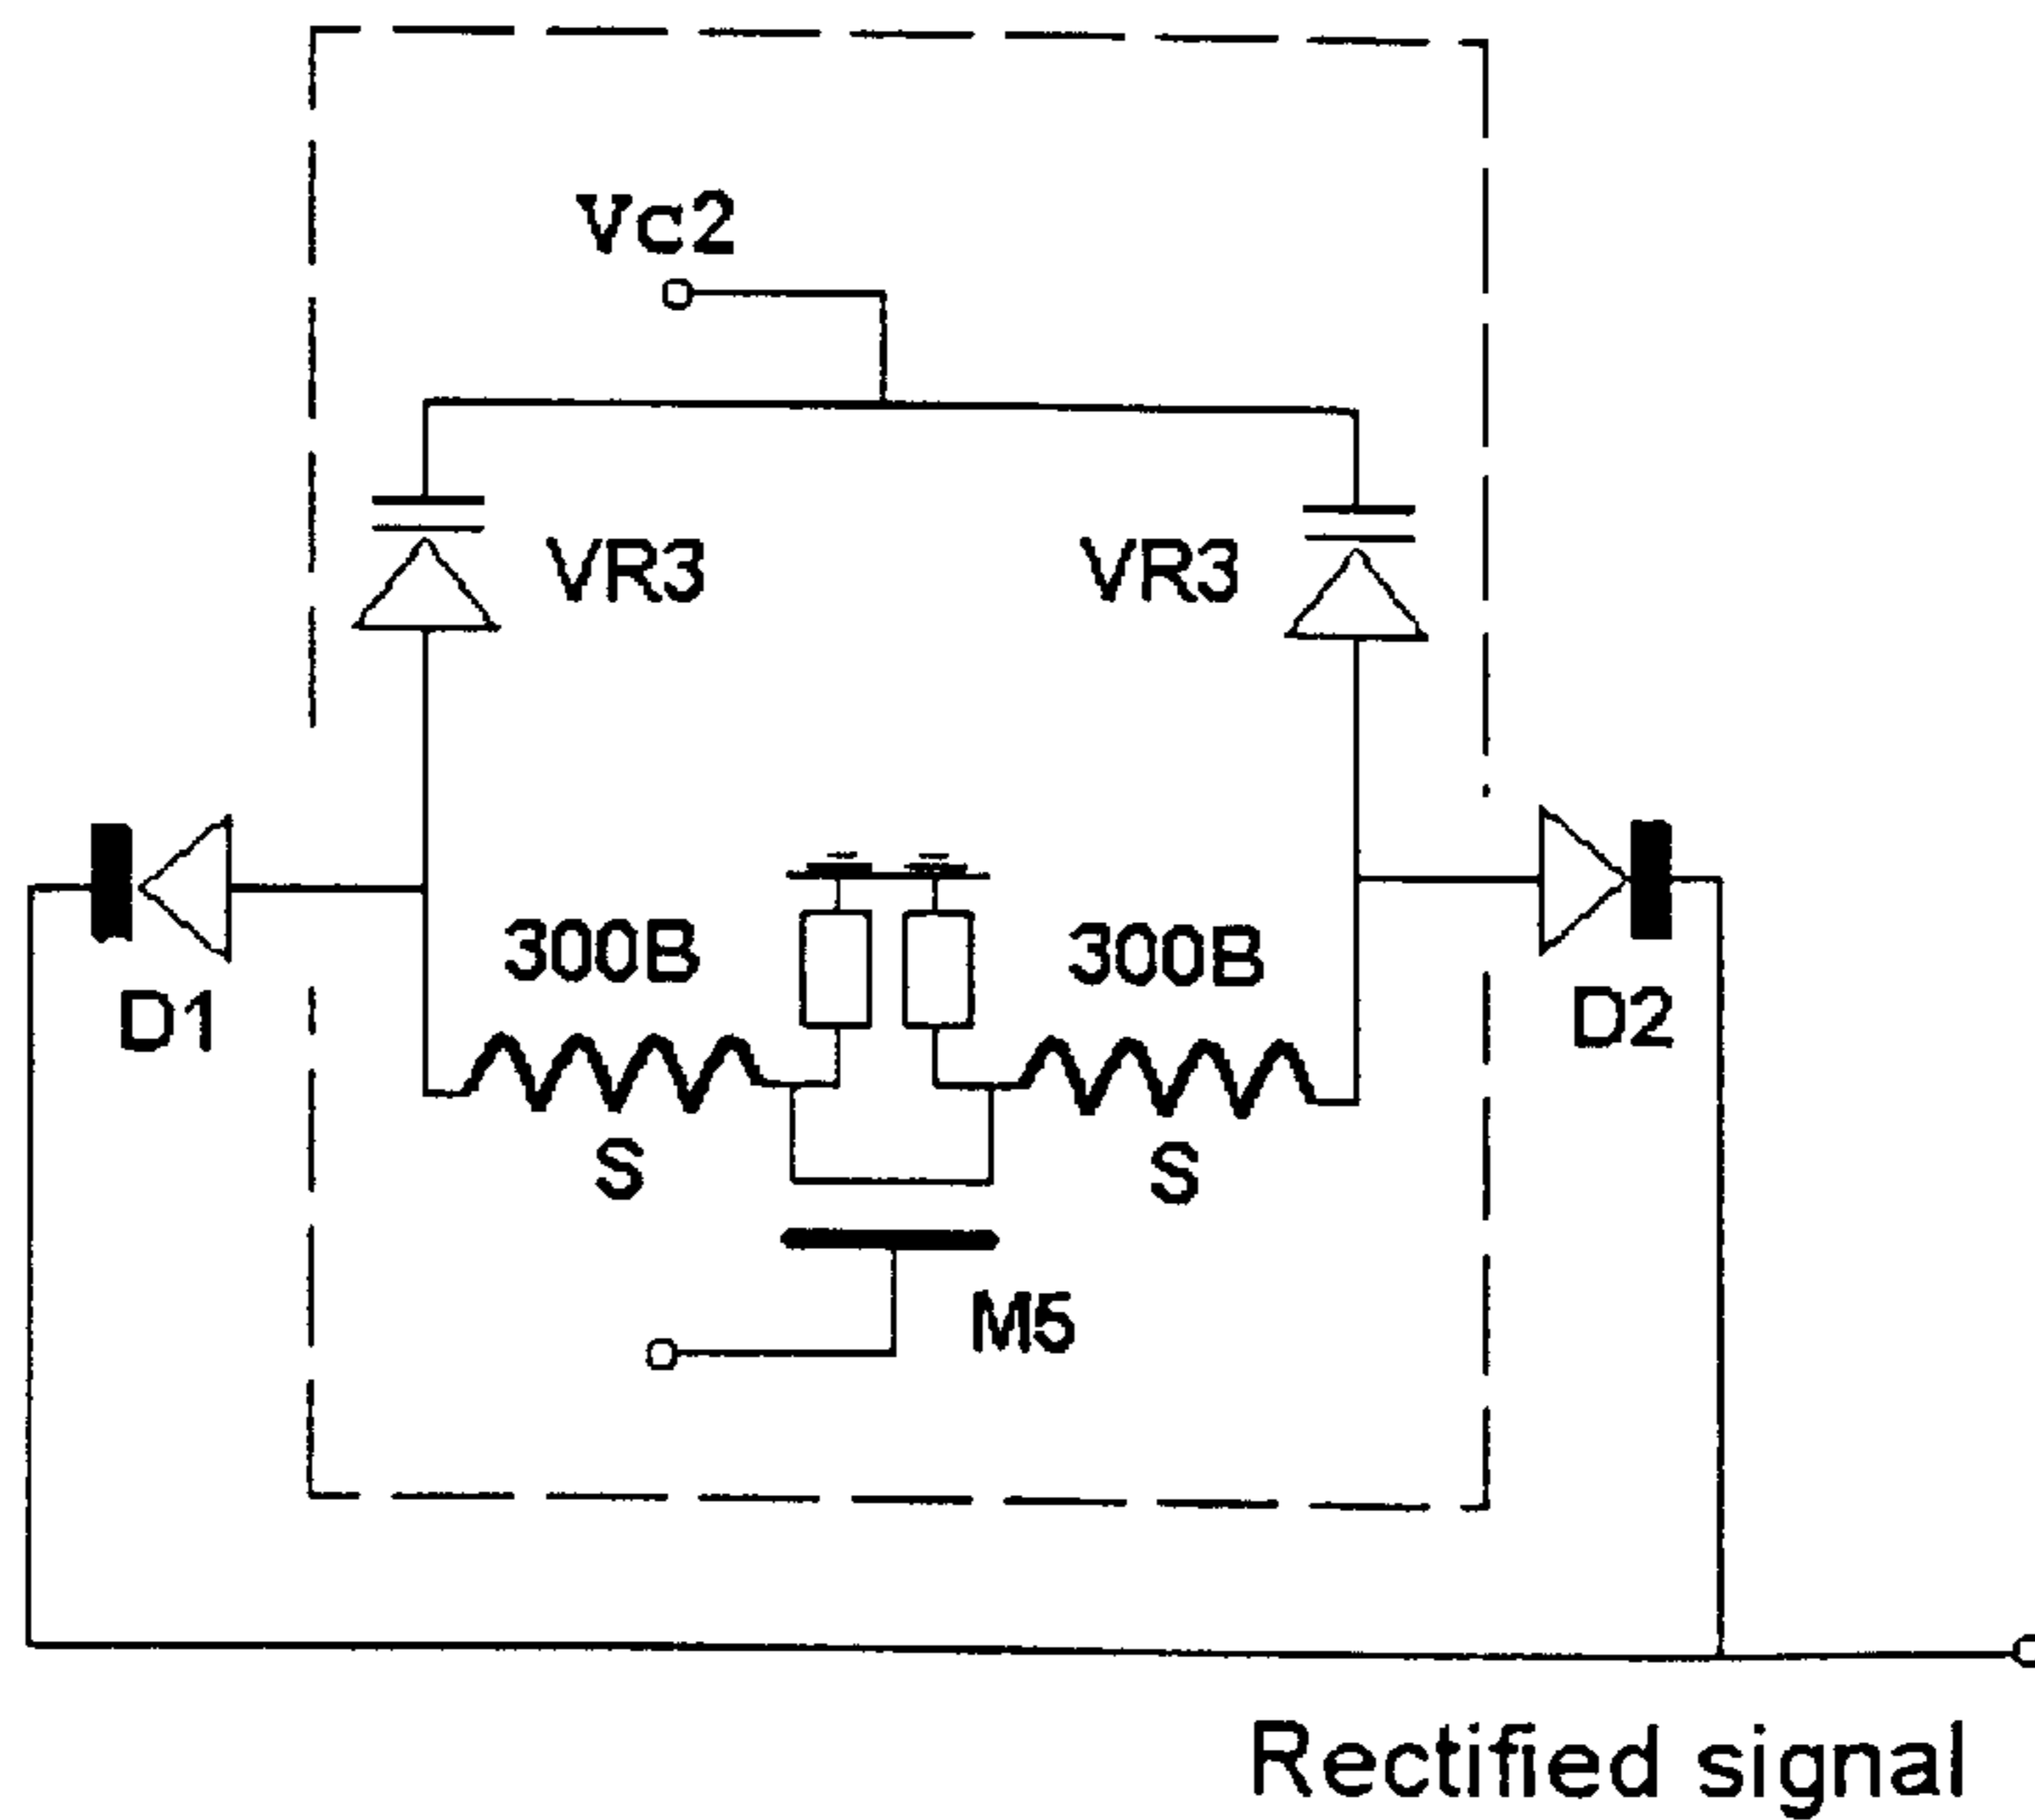 Vc2
VR3 VR3
300B 300B
D1 D2
S S
M5
Rectified signal